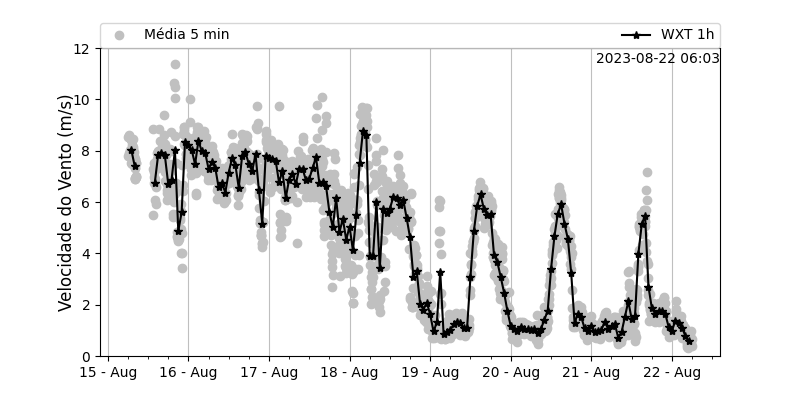 Média 5 min
WXT 1h
2023-08-22 06:03
Velocidade do Vento (m/s)
12
10
8
6
4
2
0
15 - Aug
16 - Aug
17 - Aug
18 - Aug
19 - Aug
20 - Aug
21 - Aug
22 - Aug